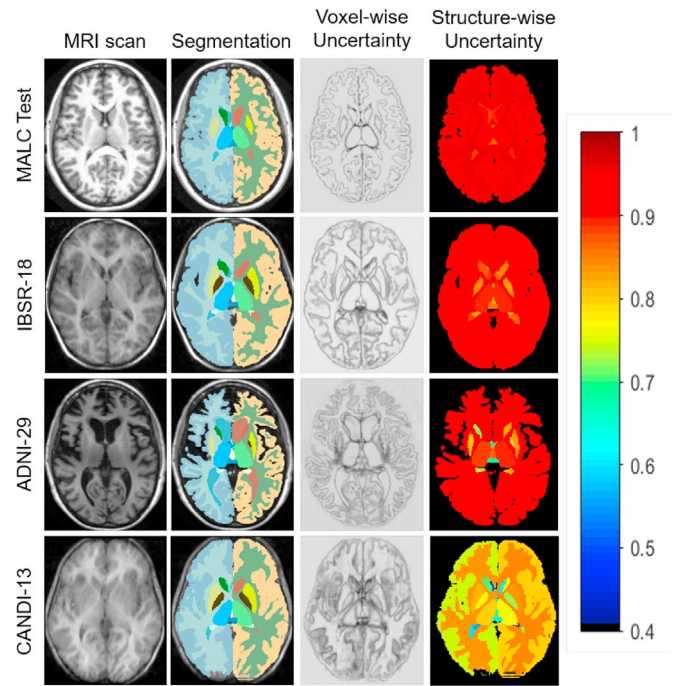 MRI scan
Segmentation
Voxel-wise
Uncertainty
Structure-wise
Uncertainty
MALC Test
IBSR-18
ADNI-29
CANDI-13
1
0.9
0.8
0.7
0.6
0.5
0.4